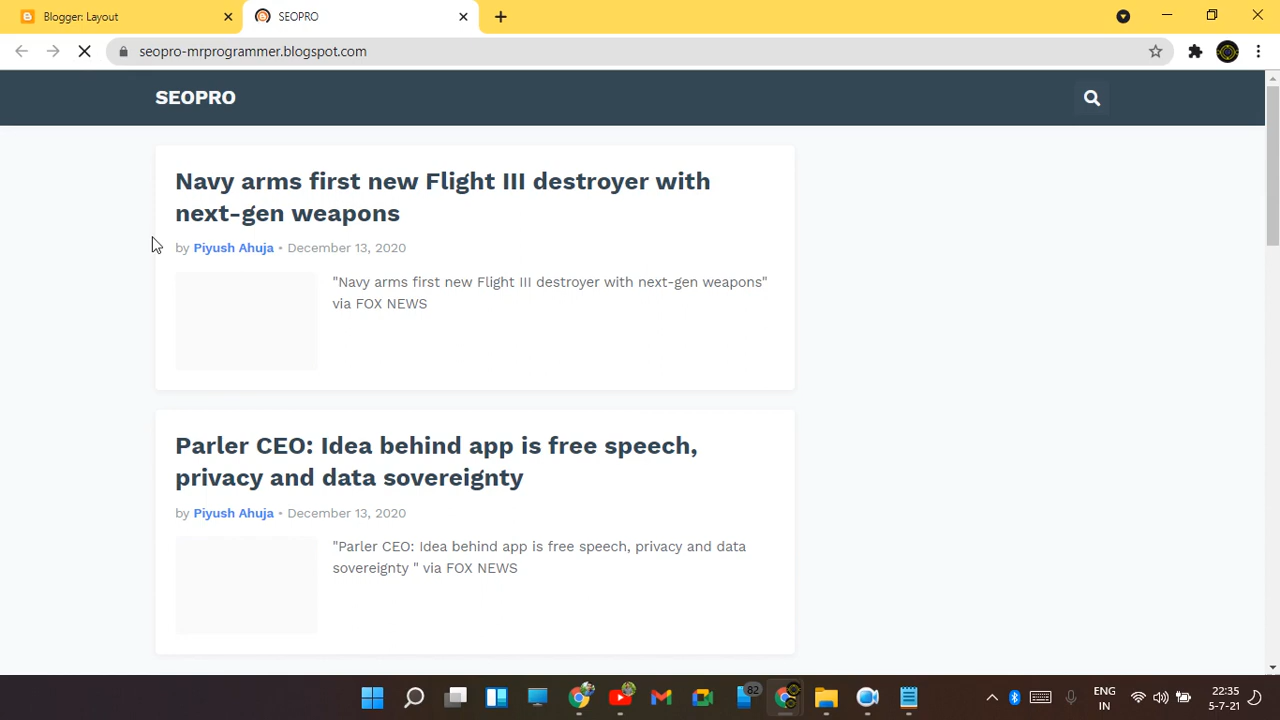 Blogger: Layout
SEOPRO
seopro-mrprogrammer.blogspot.com
SEOPRO
Navy arms first new Flight III destroyer with
next-gen weapons
by Piyush Ahuja • December 13, 2020
"Navy arms first new Flight III destroyer with next-gen weapons"
via FOX NEWS
Parler CEO: Idea behind app is free speech,
privacy and data sovereignty
by Piyush Ahuja • December 13, 2020
"Parler CEO: Idea behind app is free speech, privacy and data
sovereignty " via FOX NEWS
82
ENG
IN
22:35
5-7-21